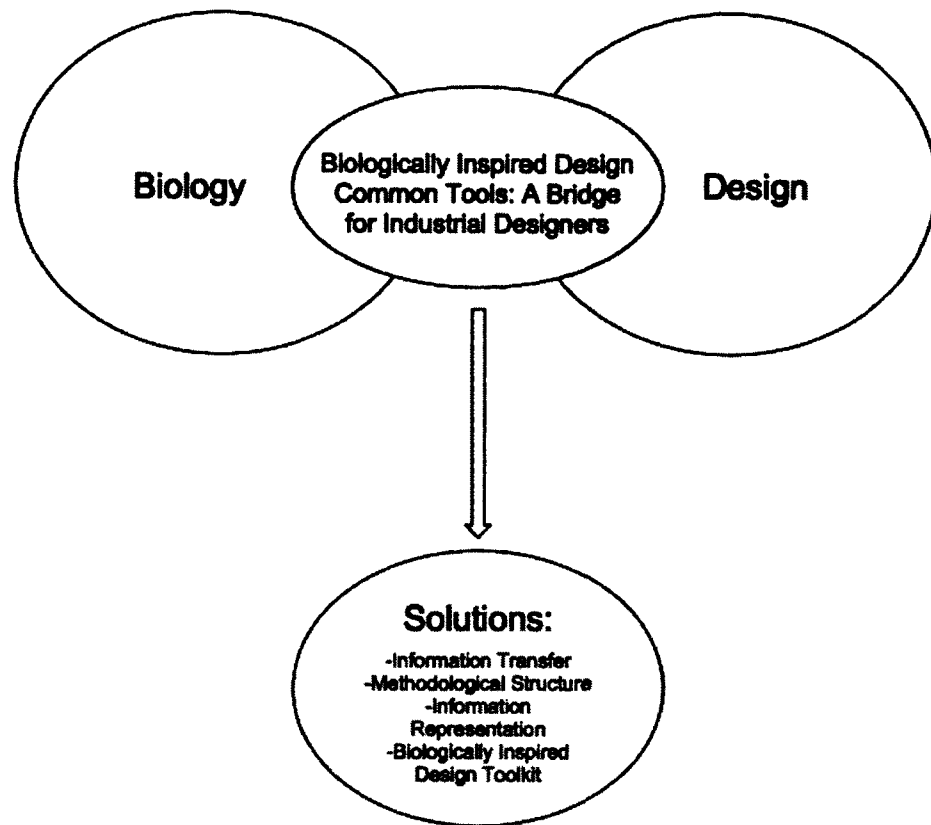 Biology
Biologically Inspired Design
Common Tools: A Bridge
for Industrial Designers
Design
Solutions:
-Information Transfer
-Methodological Structure
-Information
Representation
-Biologically Inspired
Design Toolkit